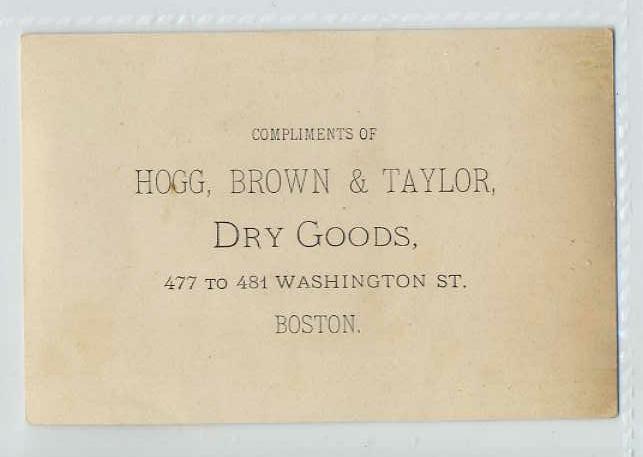 COMPLIMENTS OF
HOGG, BROWN & TAYLOR,
DRY GOODS,
477 TO 481 WASHINGTON ST.
BOSTON.